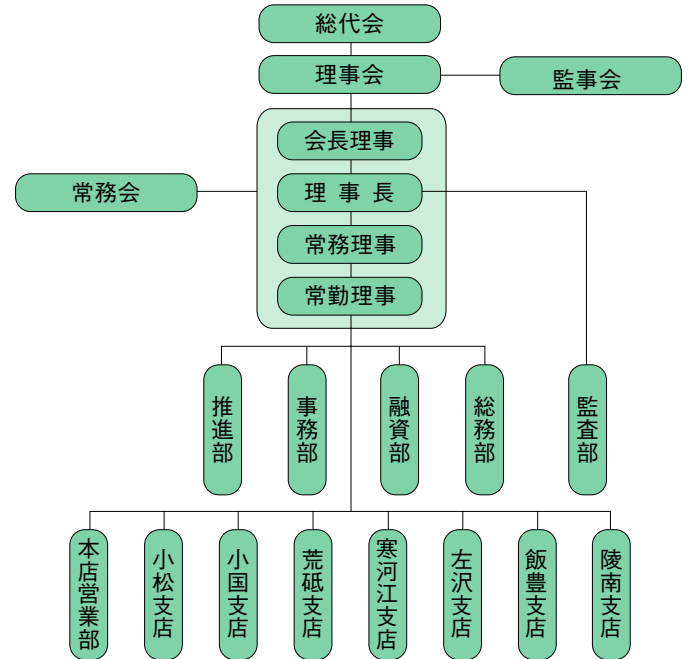 総代会
理事会
監事会
会長理事
常務会
理事長
常務理事
常勤理事
推進部
事務部
融資部
総務部
監査部
本店営業部
小松支店
小国支店
荒砥支店
寒河江支店
左沢支店
飯豊支店
陵南支店